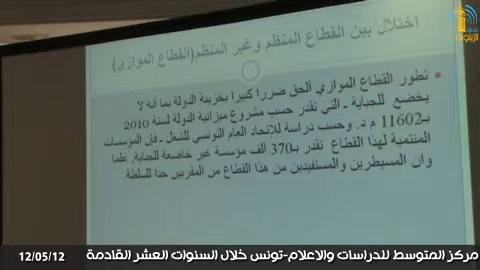 اختلال بين القطاع المنظم وغير المنظم(القطاع الموازي)
تطور القطاع الموازي ألحق ضررا كبيرا بخزينة الدولة بما أنه لا
يخضع للجباية ـ التي تقدر حسب مشروع ميزانية الدولة لسنة 2010
بـ11602 م د. وحسب دراسة للإتحاد العام التونسي للشغل ـ فإن المؤسسات
المنتمية لهذا القطاع تقدر بـ370 ألف مؤسسة غير خاضعة للجباية. علما
وان المسيطرين والمستفيدين من هذا القطاع من المقربين جدا للسلطة
مركز المتوسط للدراسات والاعلام-تونس خلال السنوات العشر القادمة
12/05/12